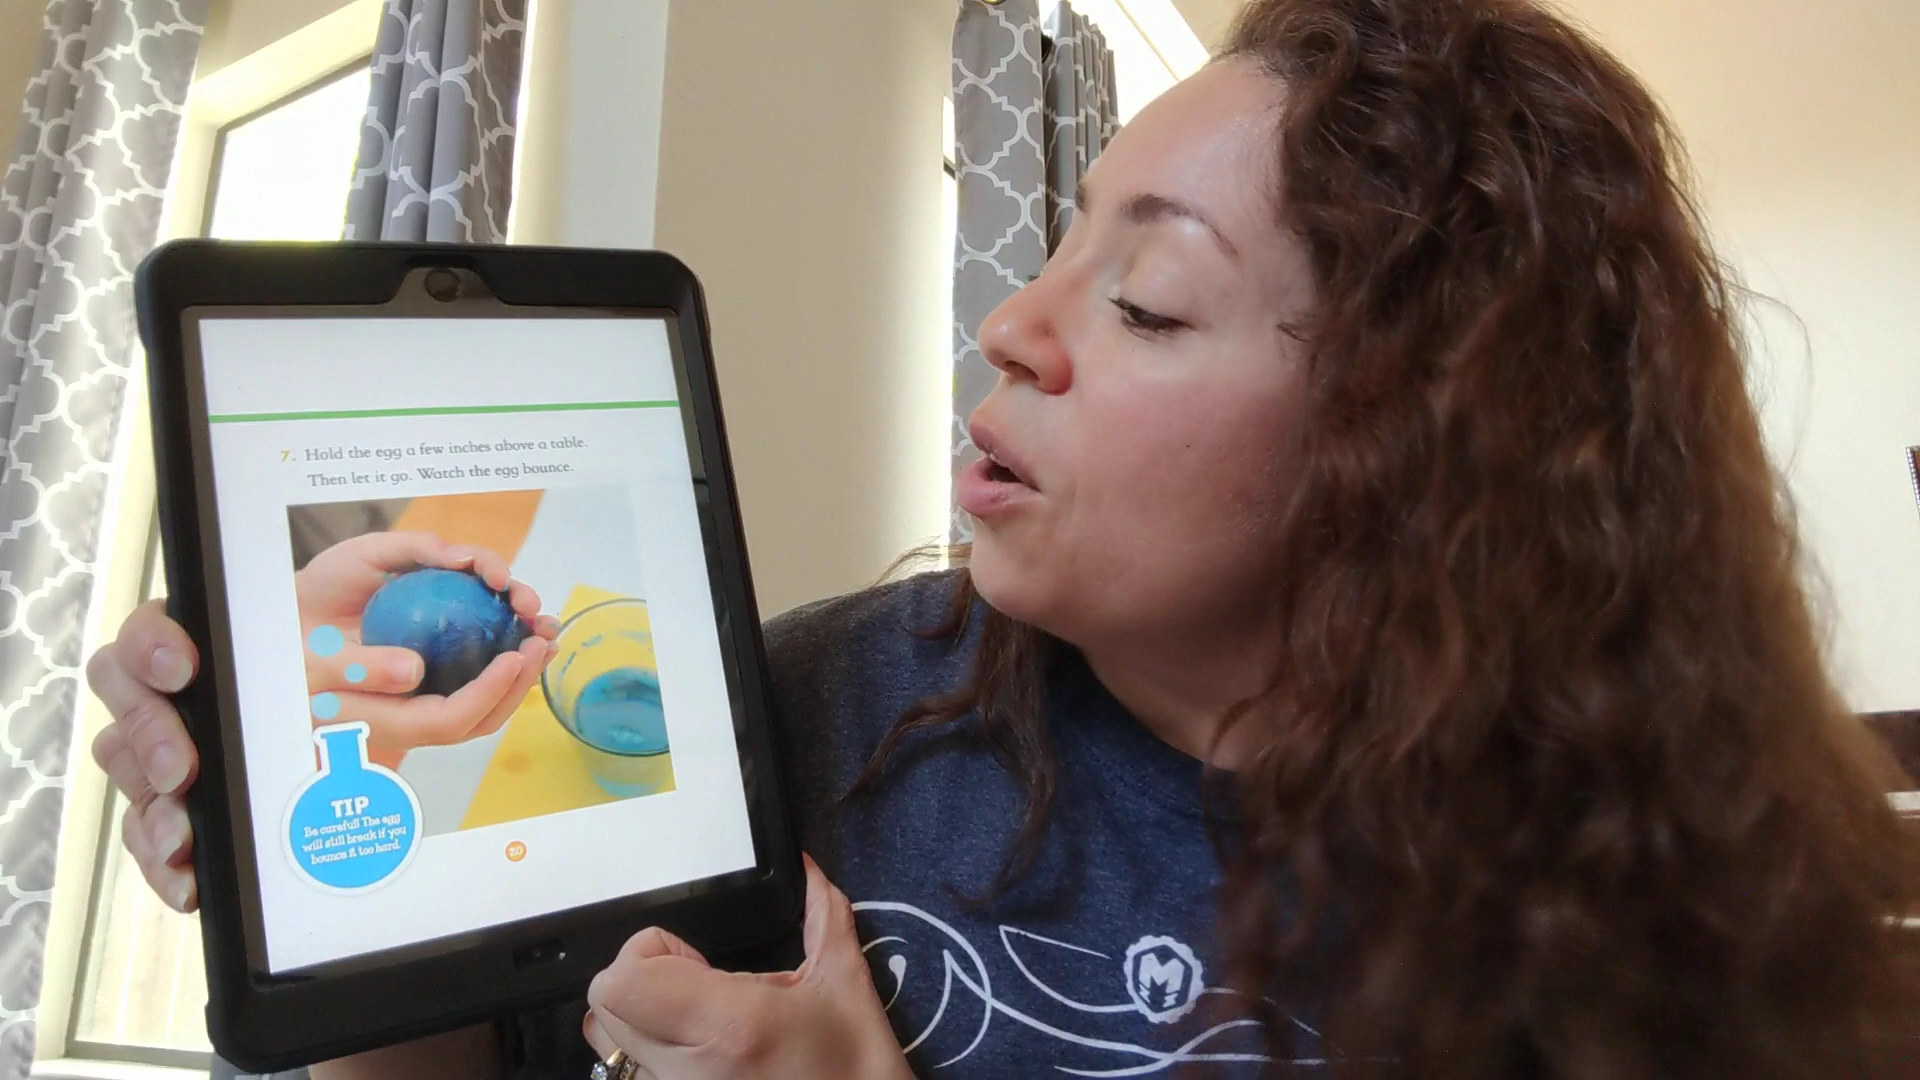 7. Hold the egg a few inches above a table.
Then let it go. Watch the egg bounce.
TIP
Be careful! The egg
will still break if you
bounce it too hard.
20
M